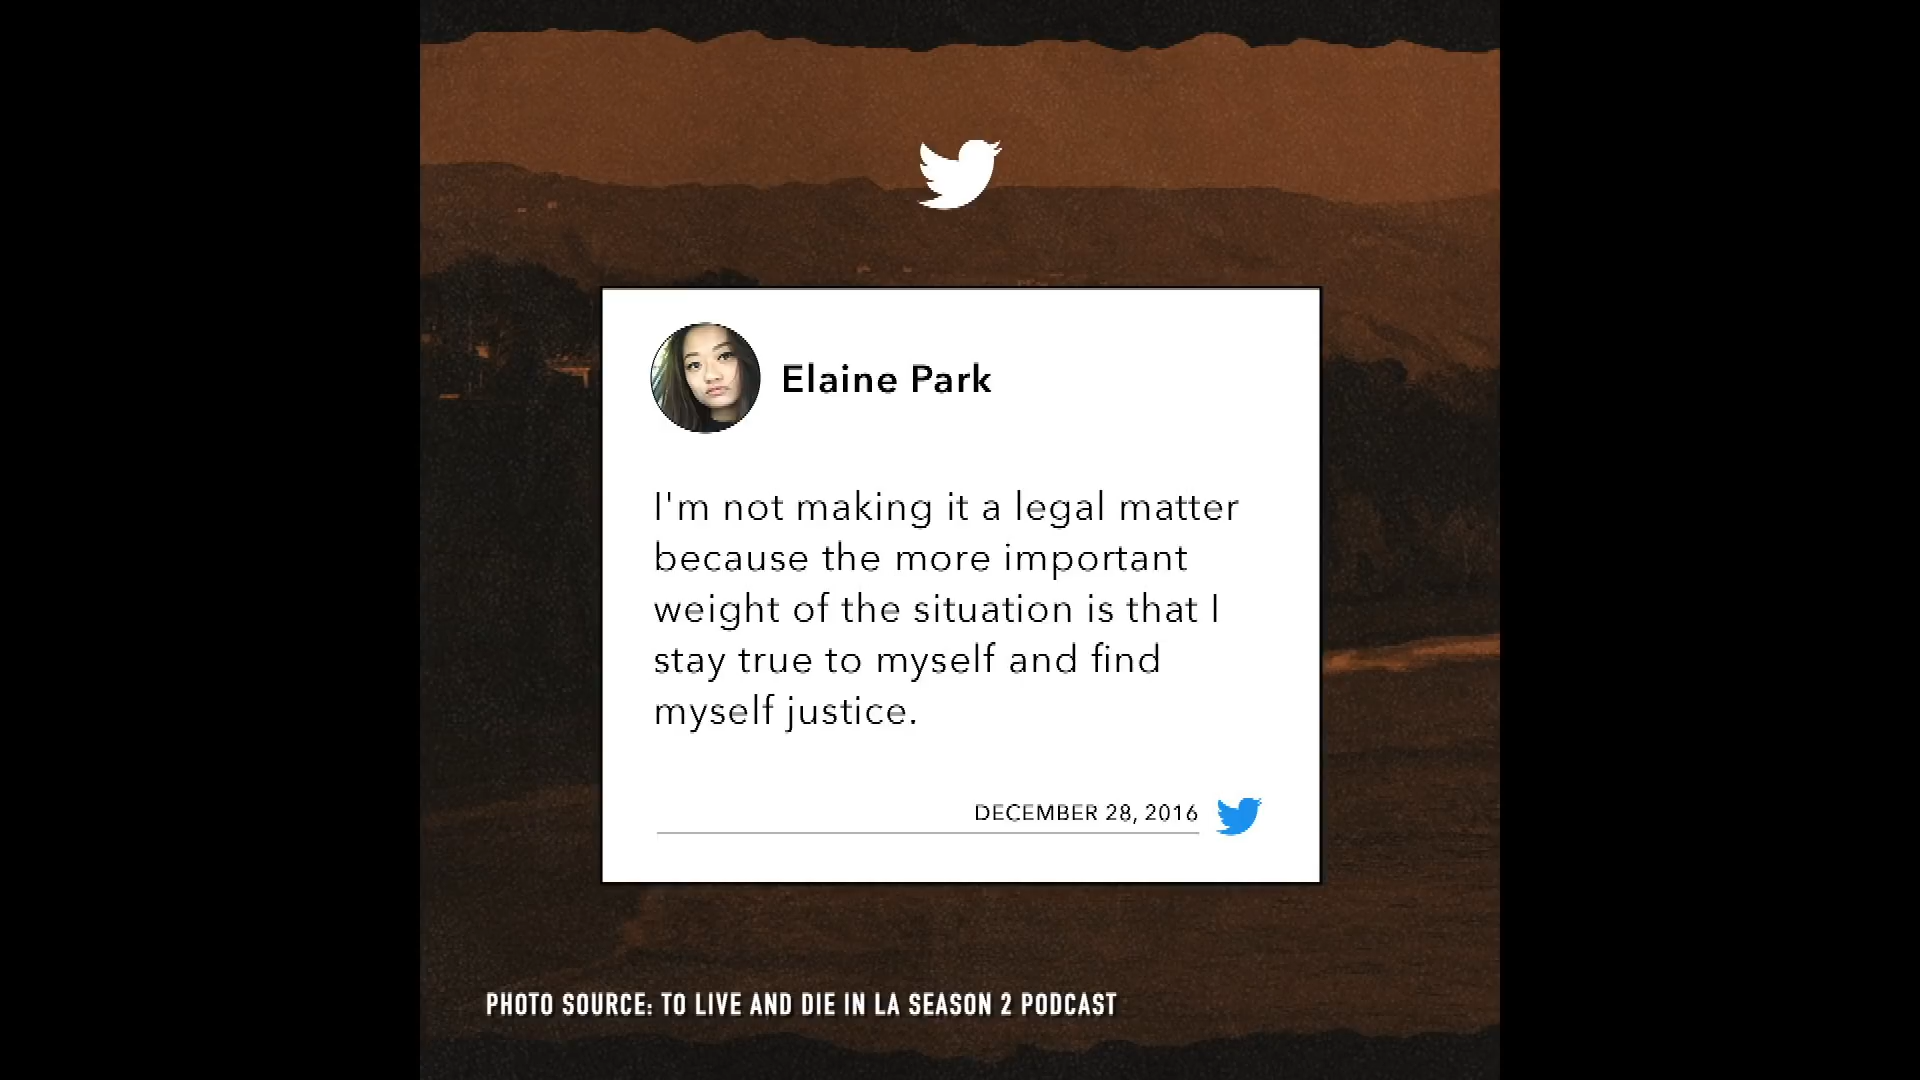 Elaine Park
I'm not making it a legal matter
because the more important
weight of the situation is that I
stay true to myself and find
myself justice.
DECEMBER 28, 2016
PHOTO SOURCE: TO LIVE AND DIE IN LA SEASON 2 PODCAST